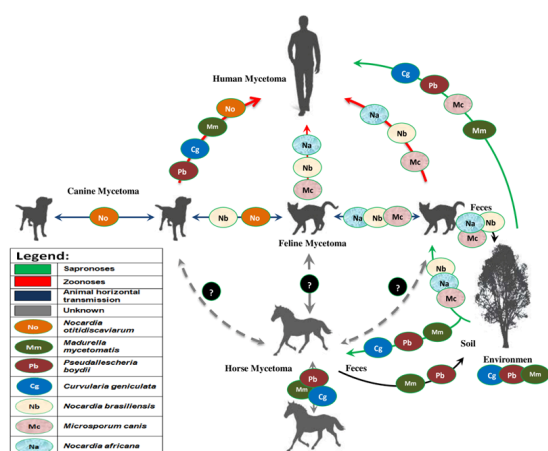 Human Mycetoma
Cg
Pb
Mc
Mm
No
Mm
Cg
Pb
Na
Nb
Mc
Na
Nb
Mc
Canine Mycetoma
No
Nb No
Na Nb Mc
Feces
Na Nb
Mc
Feline Mycetoma
?
?
?
Nb
Na
Mc
Cg Pb Mm
Soil
Horse Mycetoma
Feces
Mm Pb
Environmen
Cg Pb Mm
Pb
Mm Cg
Legend:
Sapronoses
Zoonoses
Animal horizontal
transmission
Unknown
No Nocardia
otitidiscaviarum
Mm Madurella
mycetomatis
Pb Pseudallescheria
boydii
Cg Curvularia geniculata
Nb Nocardia brasiliensis
Mc Microsporum canis
Na Nocardia africana